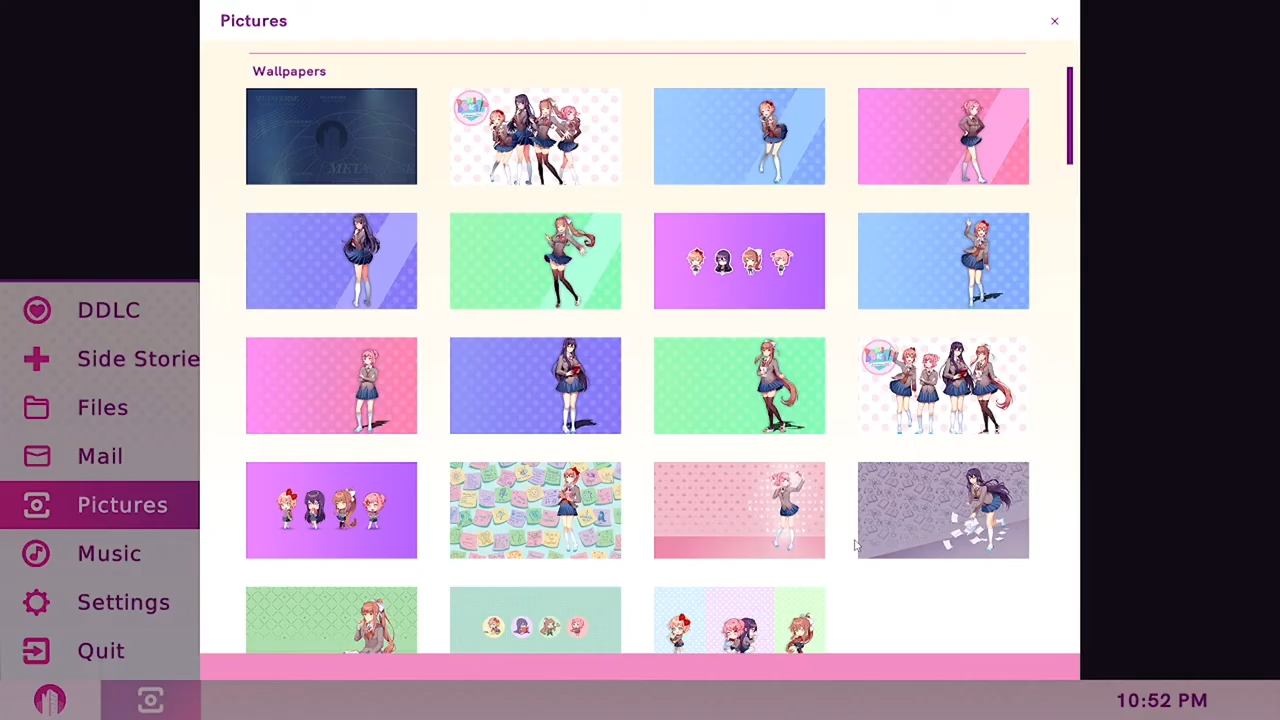 Pictures
×
Wallpapers
DDLC
Side Storie
Files
Mail
Pictures
Music
Settings
Quit
10:52 PM